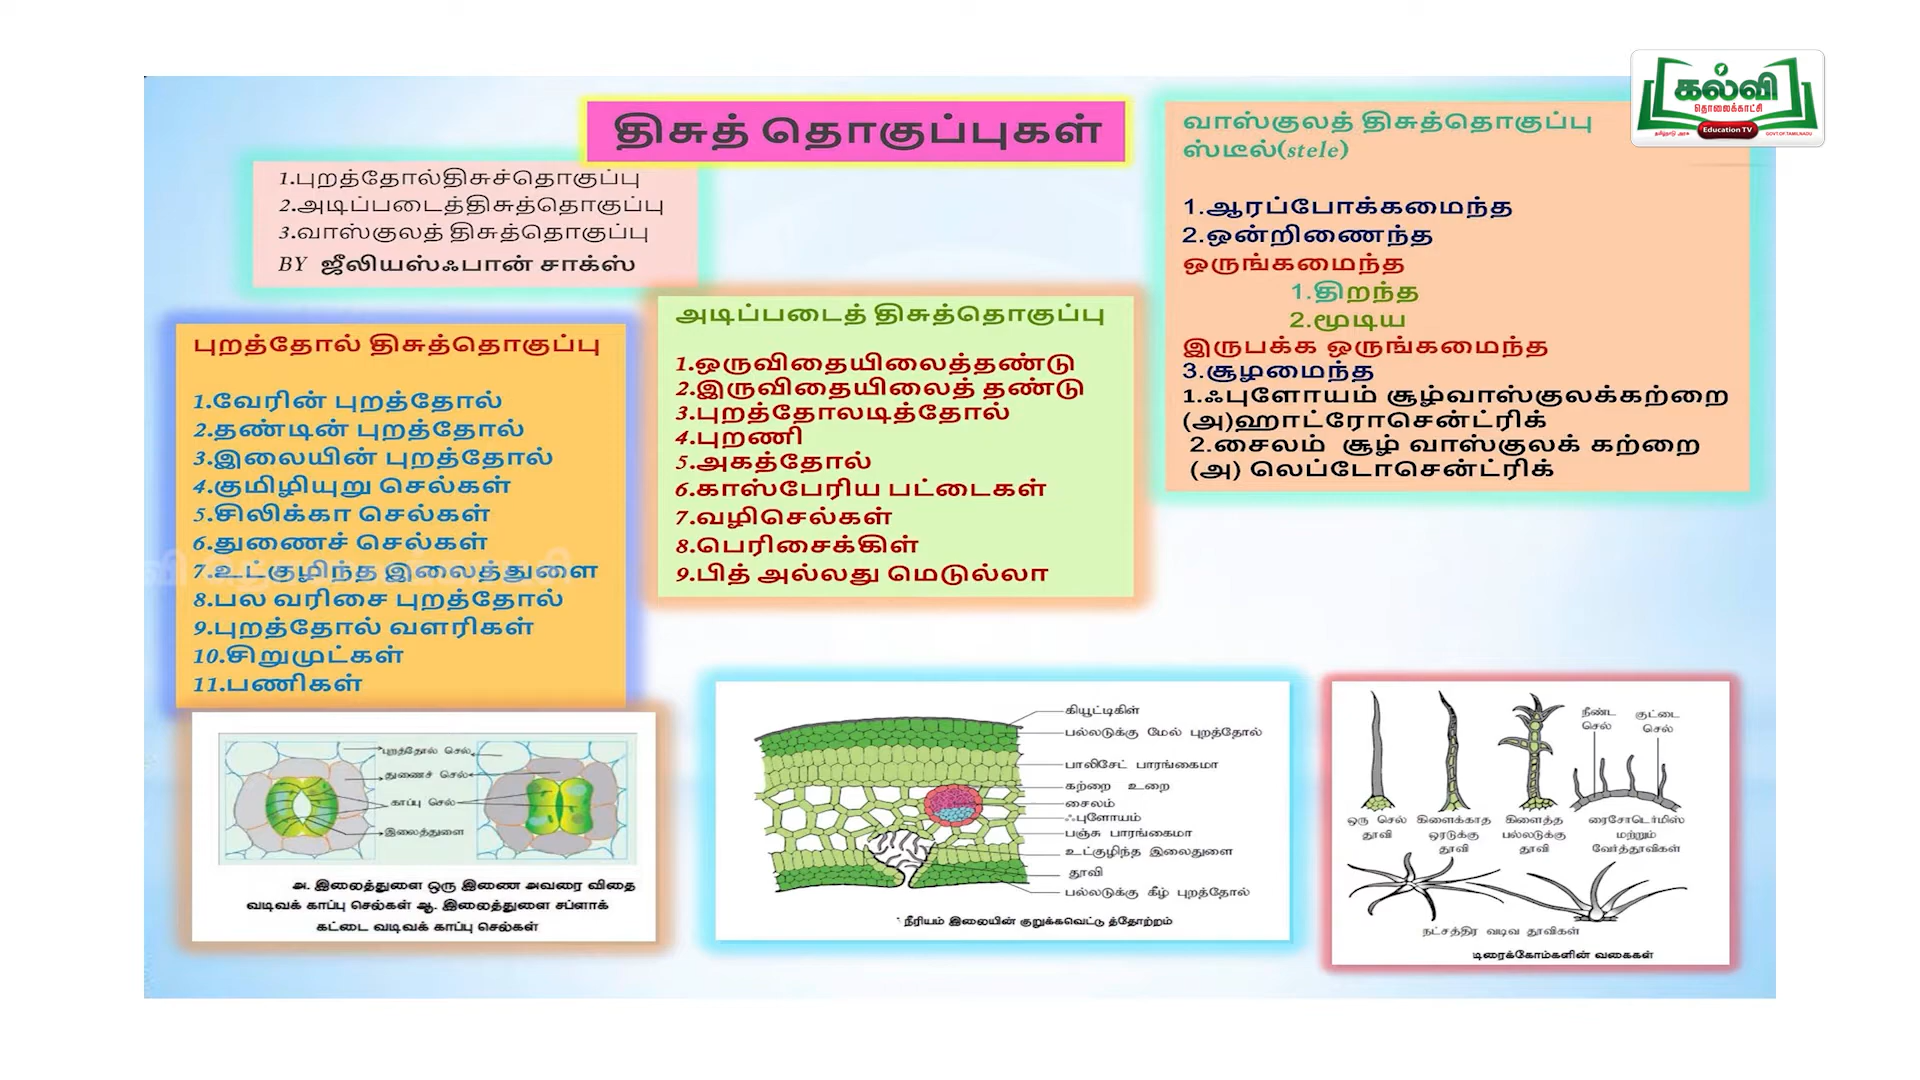 கல்வி
தொலைக்காட்சி
தமிழ்நாடு அரசு Education TV GOVT OF TAMILNADU
திசுத் தொகுப்புகள்
1.புறத்தோல்திசுச்தொகுப்பு
2.அடிப்படைத்திசுத்தொகுப்பு
3.வாஸ்குலத் திசுத்தொகுப்பு
BY ஜீலியஸ்ஃபான் சாக்ஸ்
புறத்தோல் திசுத்தொகுப்பு
1.வேரின் புறத்தோல்
2.தண்டின் புறத்தோல்
3.இலையின் புறத்தோல்
4.குமிழியுறு செல்கள்
5.சிலிக்கா செல்கள்
6.துணைச் செல்கள்
7.உட்குழிந்த இலைத்துளை
8.பல வரிசை புறத்தோல்
9.புறத்தோல் வளரிகள்
10.சிறுமுட்கள்
11.பணிகள்
அடிப்படைத் திசுத்தொகுப்பு
1.ஒருவிதையிலைத்தண்டு
2.இருவிதையிலைத் தண்டு
3.புறத்தோலடித்தோல்
4.புறணி
5.அகத்தோல்
6.காஸ்பேரிய பட்டைகள்
7.வழிசெல்கள்
8.பெரிசைக்கிள்
9.பித் அல்லது மெடுல்லா
வாஸ்குலத் திசுத்தொகுப்பு
ஸ்டீல்(stele)
1.ஆரப்போக்கமைந்த
2.ஒன்றிணைந்த
ஒருங்கமைந்த
1.திறந்த
2.மூடிய
இருபக்க ஒருங்கமைந்த
3.சூழமைந்த
1.ஃபுளோயம் சூழ்வாஸ்குலக்கற்றை
(அ)ஹாட்ரோசென்ட்ரிக்
2.சைலம் சூழ் வாஸ்குலக் கற்றை
(அ) லெப்டோசென்ட்ரிக்
புறத்தோல் செல்
துணைச் செல்
காப்பு செல்
இலைத்துளை
அ. இலைத்துளை ஒரு இணை அவரை விதை
வடிவக் காப்பு செல்கள் ஆ. இலைத்துளை சப்ளாக்
கட்டை வடிவக் காப்பு செல்கள்
கியூட்டிகிள்
பல்லடுக்கு மேல் புறத்தோல்
பாலிசேட் பாரங்கைமா
கற்றை உறை
சைலம்
ஃபுளோயம்
பஞ்சு பாரங்கைமா
உட்குழிந்த இலைதுளை
தூவி
பல்லடுக்கு கீழ் புறத்தோல்
நீரியம் இலையின் குறுக்கவெட்டு த்தோற்றம்
நீண்ட செல்
குட்டை செல்
ஒரு செல் தூவி
கிளைக்காத ஒரடுக்கு தூவி
கிளைத்த பல்லடுக்கு தூவி
ரைசோடெர்மிஸ் மற்றும் வேர்த்தூவிகள்
நட்சத்திர வடிவ தூவிகள்
டிரைக்கோம்களின் வகைகள்